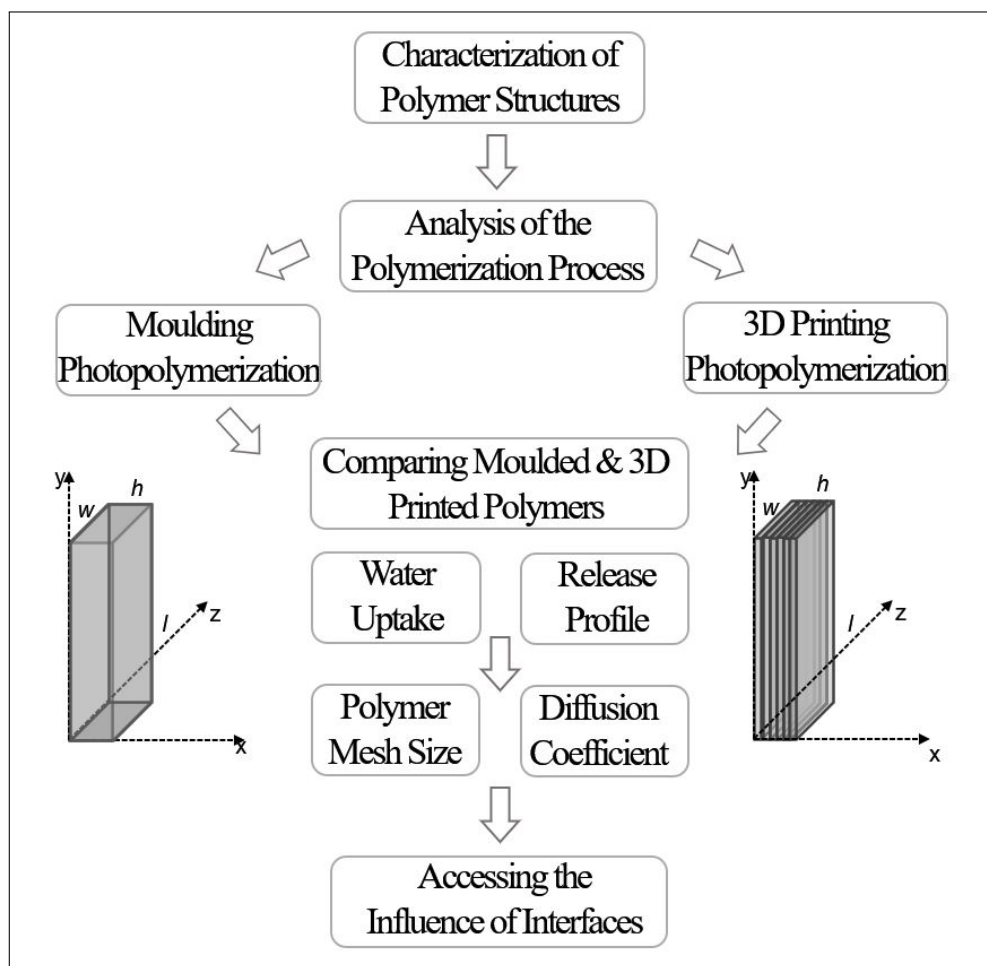 Characterization of
Polymer Structures
Analysis of the
Polymerization Process
Moulding
Photopolymerization
3D Printing
Photopolymerization
Comparing Moulded & 3D
Printed Polymers
y
w
h
l
z
x
Water
Uptake
Release
Profile
Polymer
Mesh Size
Diffusion
Coefficient
y
w
h
l
z
x
Accessing the
Influence of Interfaces